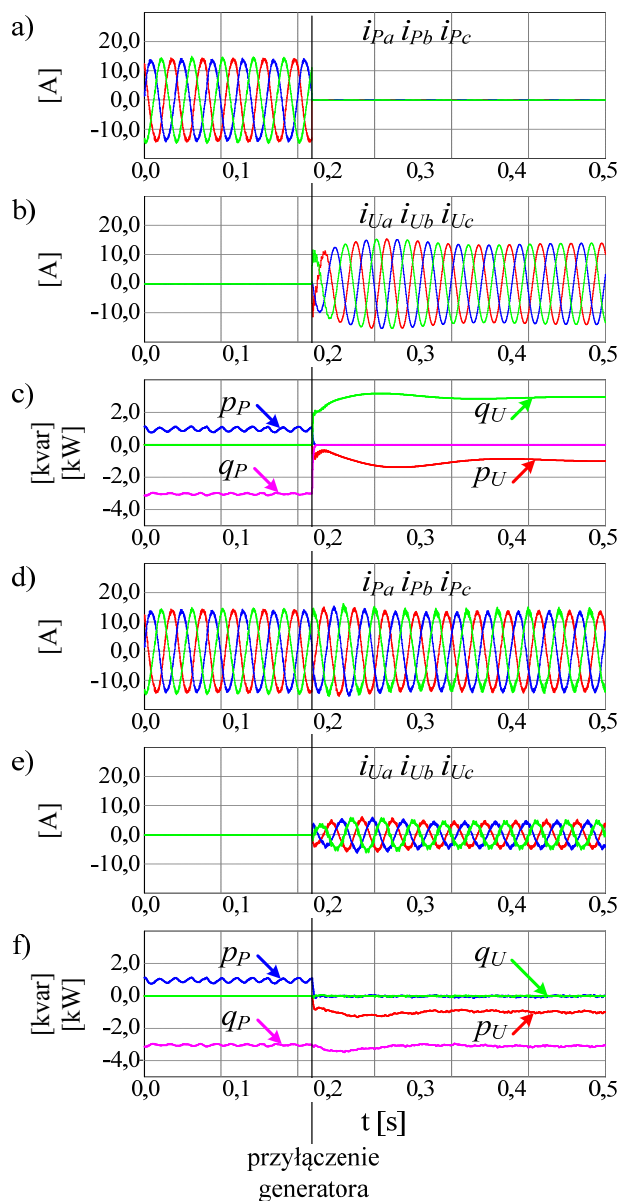 a)
i_Pa i_Pb i_Pc
[A]
20,0
10,0
0,0
-10,0
0,0 0,1 0,2 0,3 0,4 0,5
b)
i_Ua i_Ub i_Uc
[A]
20,0
10,0
0,0
-10,0
0,0 0,1 0,2 0,3 0,4 0,5
c)
[kvar]
[kW]
2,0
0,0
-2,0
-4,0
p_P
q_P
q_U
p_U
0,0 0,1 0,2 0,3 0,4 0,5
d)
i_Pa i_Pb i_Pc
[A]
20,0
10,0
0,0
-10,0
0,0 0,1 0,2 0,3 0,4 0,5
e)
i_Ua i_Ub i_Uc
[A]
20,0
10,0
0,0
-10,0
0,0 0,1 0,2 0,3 0,4 0,5
f)
[kvar]
[kW]
2,0
0,0
-2,0
-4,0
p_P
q_P
q_U
p_U
0,0 0,1 0,2 0,3 0,4 0,5
t [s]
przyłączenie
generatora